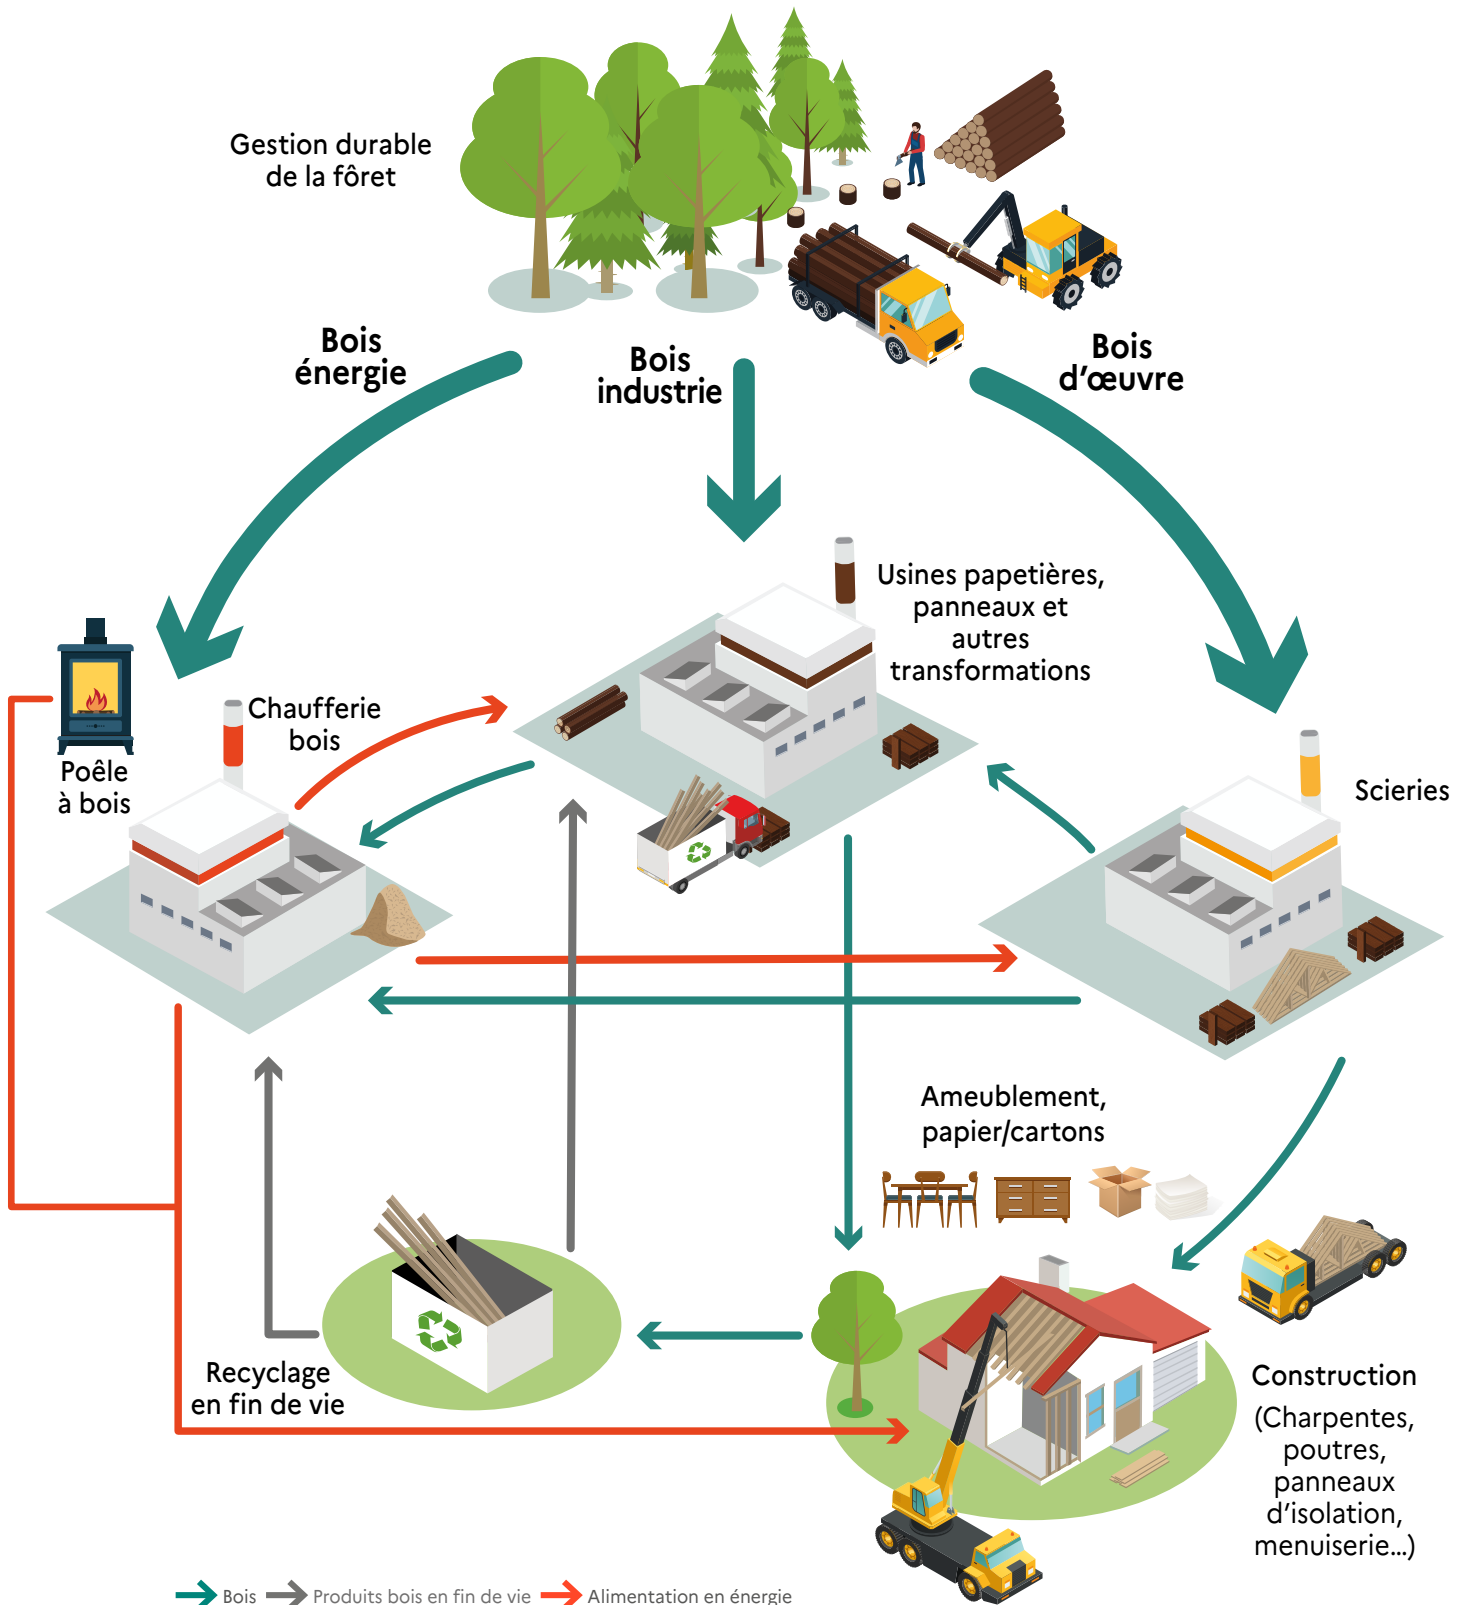 Gestion durable
de la fôret
Bois
énergie
Bois
industrie
Bois
d'œuvre
Usines papetières,
panneaux et
autres
transformations
Chaufferie
bois
Poêle
à bois
Scieries
Ameublement,
papier/cartons
Recyclage
en fin de vie
Construction
(Charpentes,
poutres,
panneaux
d'isolation,
menuiserie...)
Bois
Produits bois en fin de vie
Alimentation en énergie